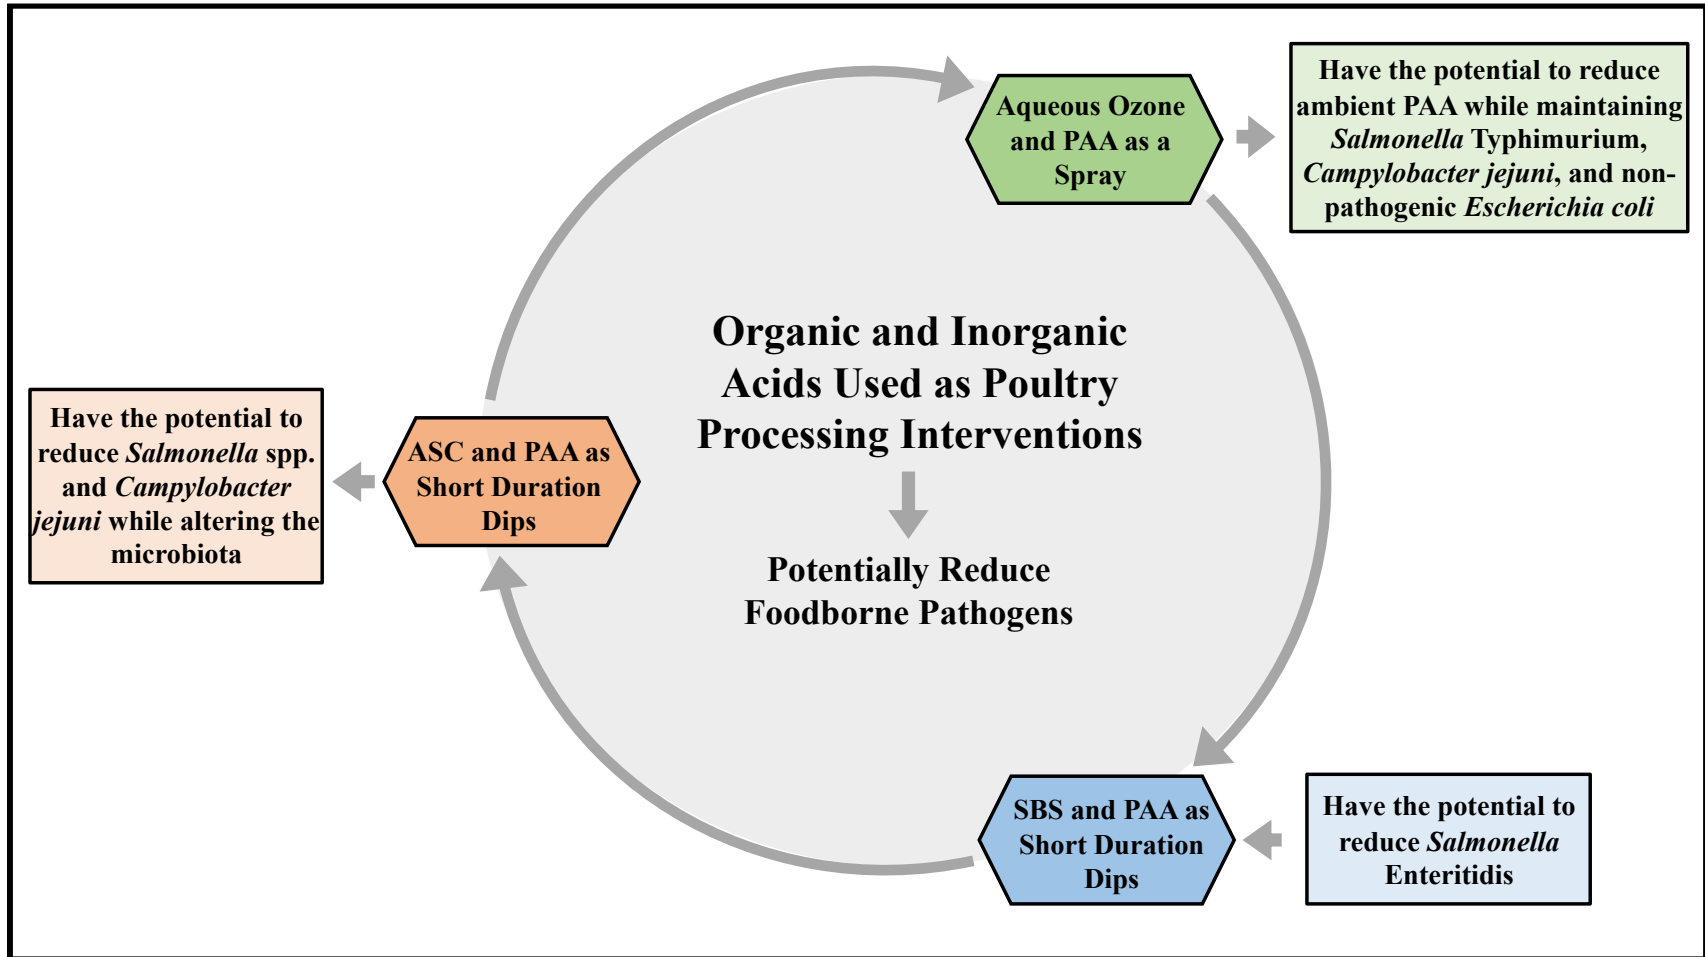 Aqueous Ozone
and PAA as a
Spray
Have the potential to reduce
ambient PAA while maintaining
Salmonella Typhimurium,
Campylobacter jejuni, and non-
pathogenic Escherichia coli
Organic and Inorganic
Acids Used as Poultry
Processing Interventions
Potentially Reduce
Foodborne Pathogens
Have the potential to
reduce Salmonella spp.
and Campylobacter
jejuni while altering the
microbiota
ASC and PAA as
Short Duration
Dips
SBS and PAA as
Short Duration
Dips
Have the potential to
reduce Salmonella
Enteritidis